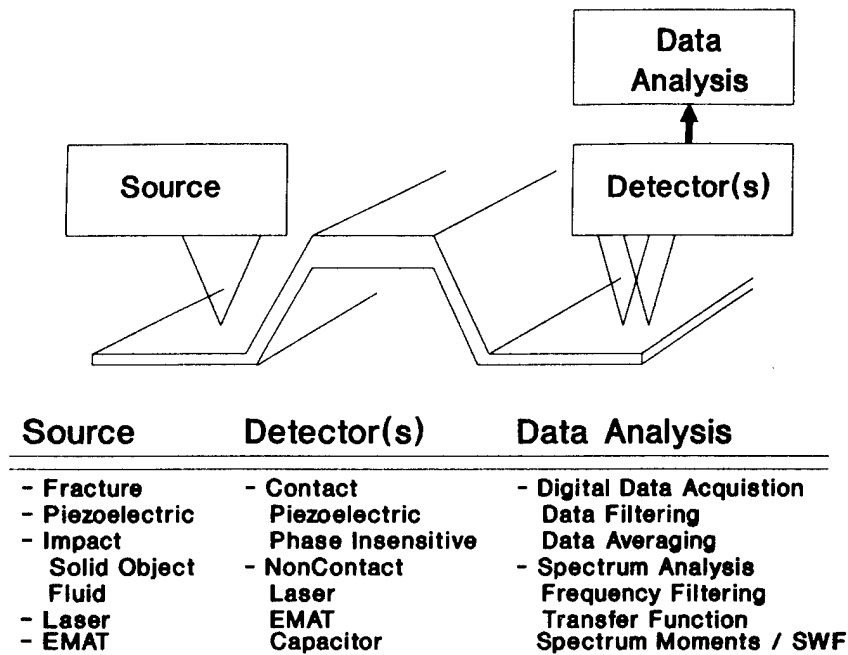 Data
Analysis
Source
Detector(s)
Source Detector(s) Data Analysis
- Fracture - Contact - Digital Data Acquistion
- Piezoelectric Piezoelectric Data Filtering
- Impact Phase Insensitive Data Averaging
Solid Object - NonContact - Spectrum Analysis
Fluid Laser Frequency Filtering
- Laser EMAT Transfer Function
- EMAT Capacitor Spectrum Moments / SWF